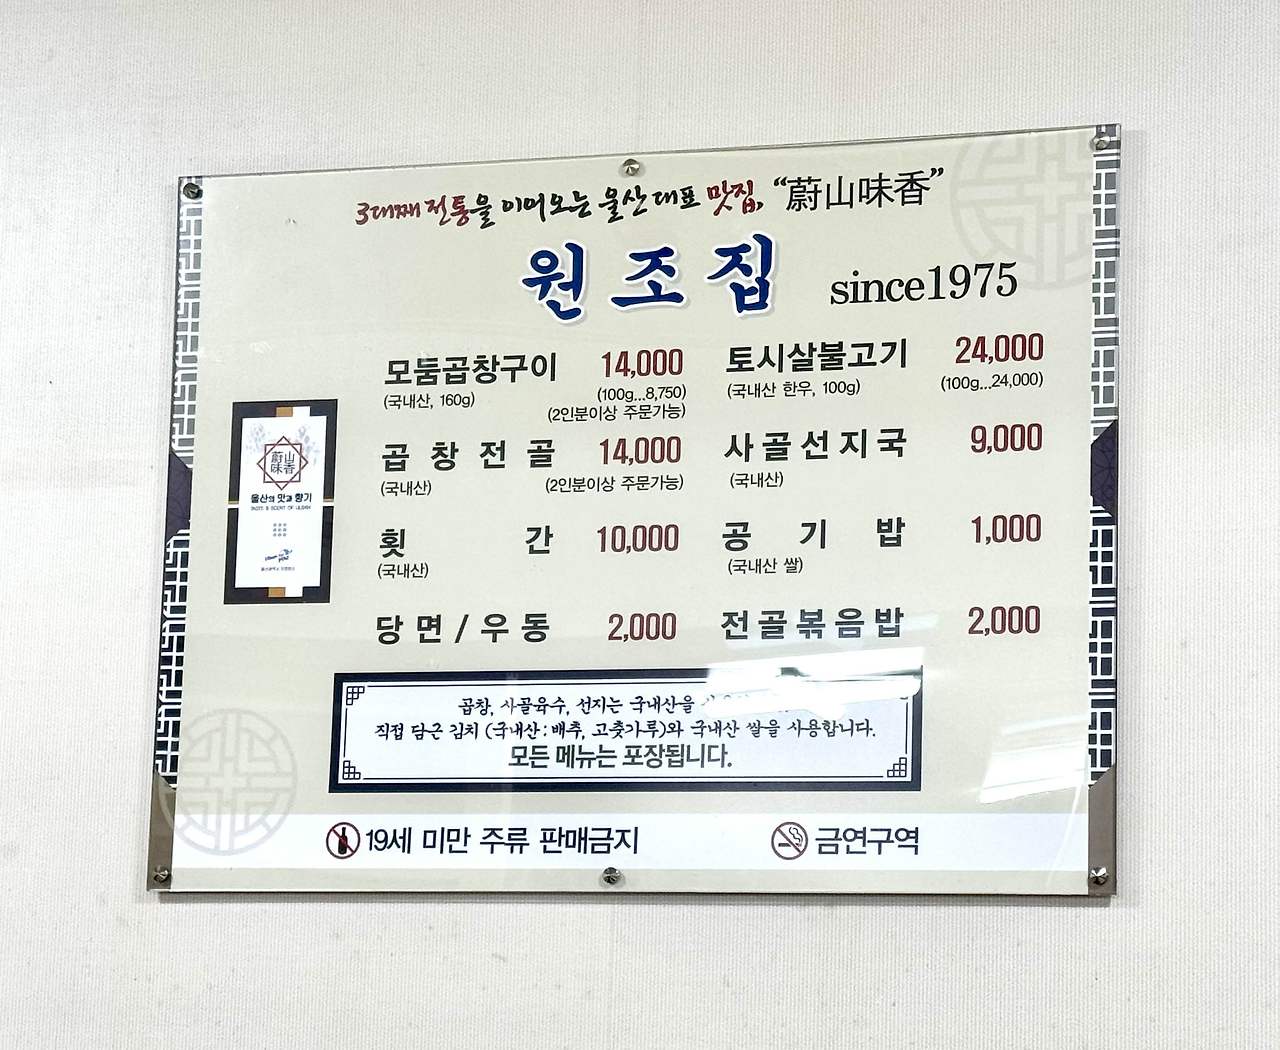 3대째 전통을 이어오는 울산 대표 맛집, “蔚山味香”
원조집 since1975
모둠곱창구이 14,000
(국내산, 160g) (100g...8,750)
(2인분이상 주문가능)
토시살불고기 24,000
(국내산 한우, 100g) (100g...24,000)
곱창전골 14,000
(국내산) (2인분이상 주문가능)
사골선지국 9,000
(국내산)
횟간 10,000
(국내산)
공기밥 1,000
(국내산 쌀)
당면/우동 2,000
전골볶음밥 2,000
蔚山
味香
울산의 맛과 향기
TASTE & SCENT OF ULSAN
곱창, 사골육수, 선지는 국내산을
직접 담근 김치 (국내산:배추, 고춧가루)와 국내산 쌀을 사용합니다.
모든 메뉴는 포장됩니다.
19세 미만 주류 판매금지
금연구역